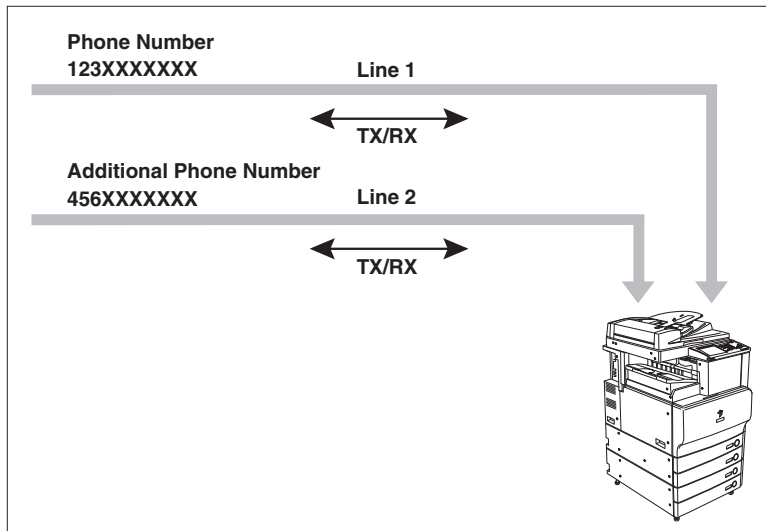 Phone Number
123XXXXXXX
Line 1
TX/RX
Additional Phone Number
456XXXXXXX
Line 2
TX/RX